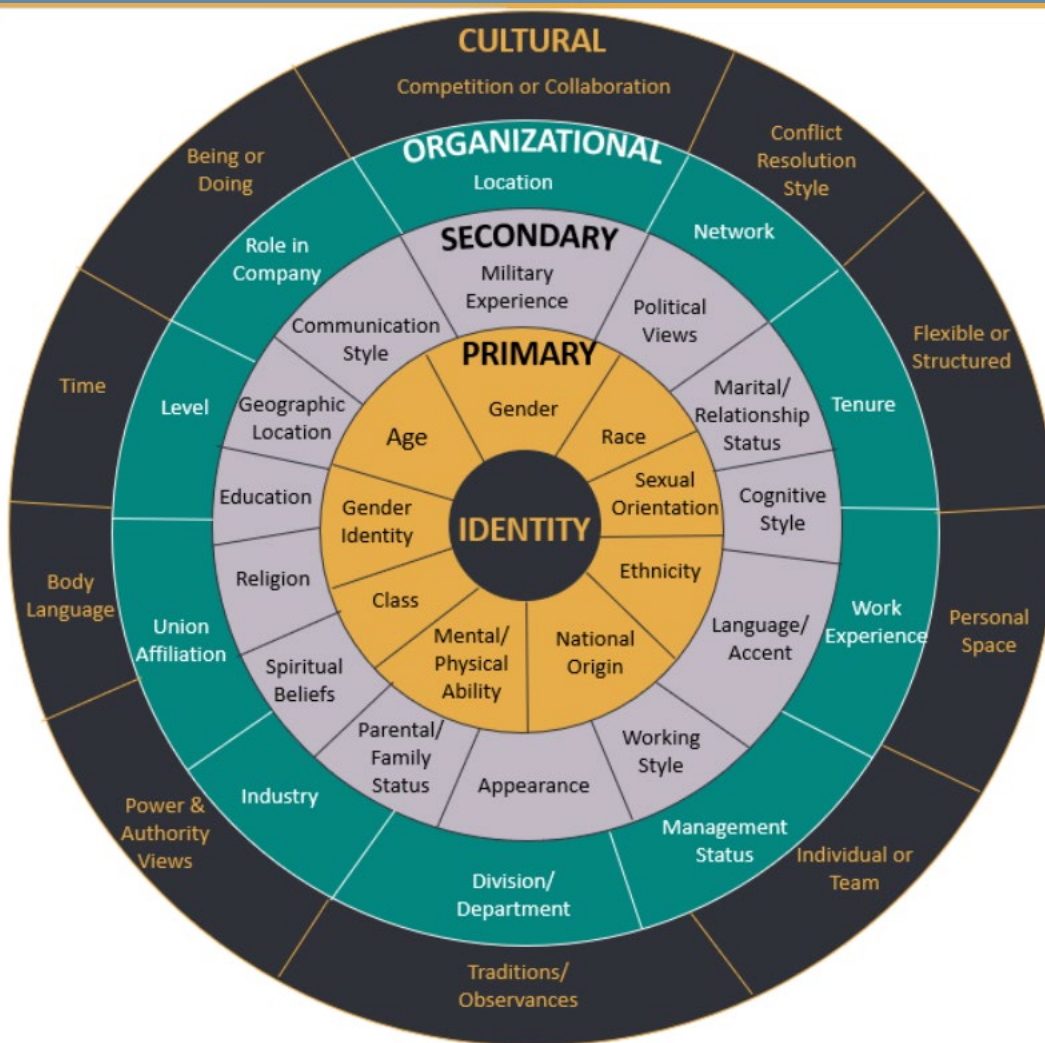 CULTURAL
Competition or Collaboration
Conflict
Resolution
Style
Flexible or
Structured
Personal
Space
Individual or
Team
Traditions/
Observances
Power &
Authority
Views
Body
Language
Time
Being or
Doing
ORGANIZATIONAL
Location
Network
Tenure
Work
Experience
Management
Status
Division/
Department
Industry
Union
Affiliation
Level
Role in
Company
SECONDARY
Military
Experience
Political
Views
Marital/
Relationship
Status
Cognitive
Style
Language/
Accent
Working
Style
Appearance
Parental/
Family
Status
Spiritual
Beliefs
Religion
Education
Geographic
Location
Communication
Style
PRIMARY
Gender
Race
Sexual
Orientation
Ethnicity
National
Origin
Mental/
Physical
Ability
Class
Gender
Identity
Age
IDENTITY